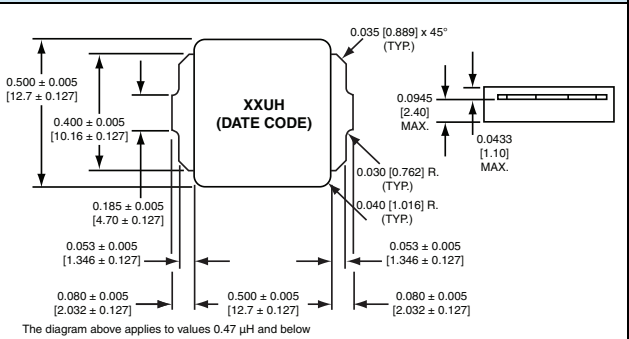 0.035 [0.889] x 45°
(TYP.)
0.500 ± 0.005
[12.7 ± 0.127]
0.400 ± 0.005
[10.16 ± 0.127]
XXUH
(DATE CODE)
0.0945
[2.40]
MAX.
0.0433
[1.10]
MAX.
0.030 [0.762] R.
(TYP.)
0.185 ± 0.005
[4.70 ± 0.127]
0.040 [1.016] R.
(TYP.)
0.053 ± 0.005
[1.346 ± 0.127]
0.053 ± 0.005
[1.346 ± 0.127]
0.080 ± 0.005
[2.032 ± 0.127]
0.500 ± 0.005
[12.7 ± 0.127]
0.080 ± 0.005
[2.032 ± 0.127]
The diagram above applies to values 0.47 µH and below